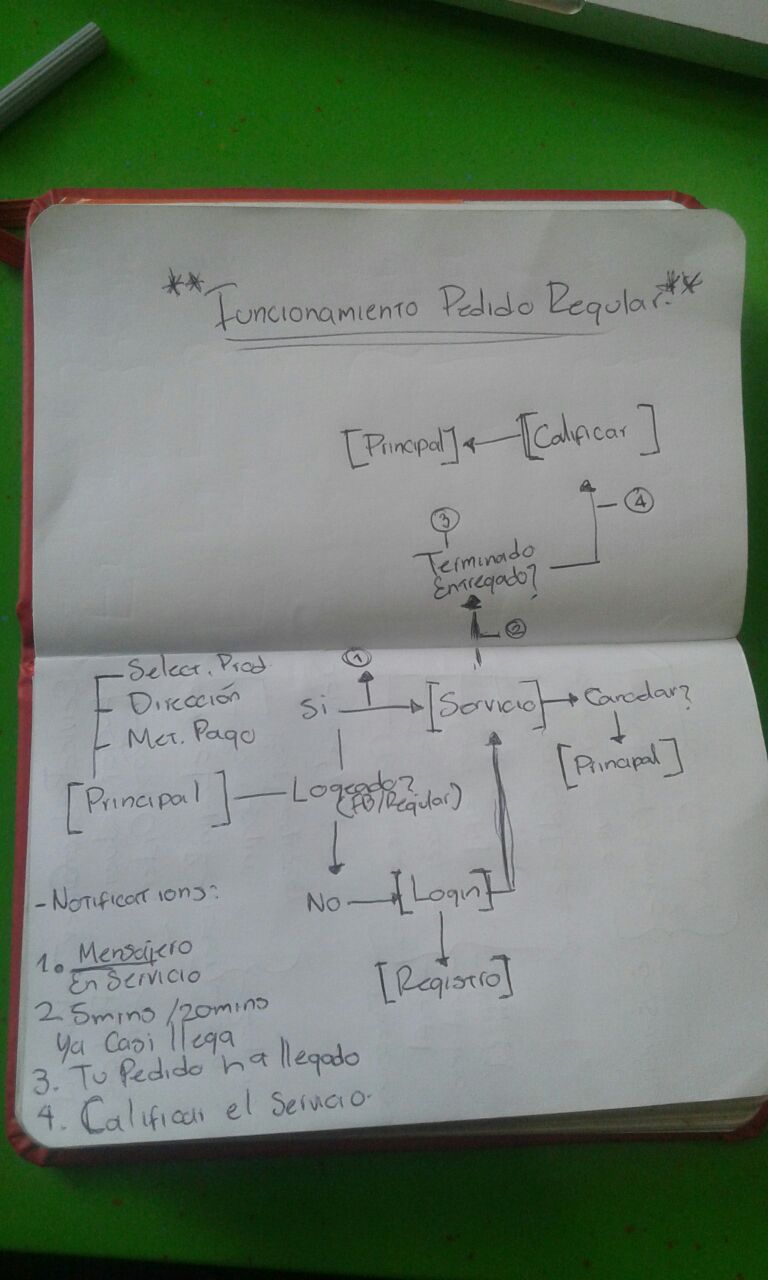 **Funcionamiento Pedido Regular.**
[Principal] [Calificar]
3
4
Terminado
Entregado?
2
Select. Prod.
1
Dirección
Si [Servicio] Cancelar?
Met. Pago
[Principal]
[Principal] Logeado?
(FB/Regular)
No [Login]
[Registro]
- Notifications:
1. Mensajero
En Servicio
2. 5mins / 20mins
Ya Casi llega
3. Tu Pedido ha llegado
4. Calificar el Servicio.